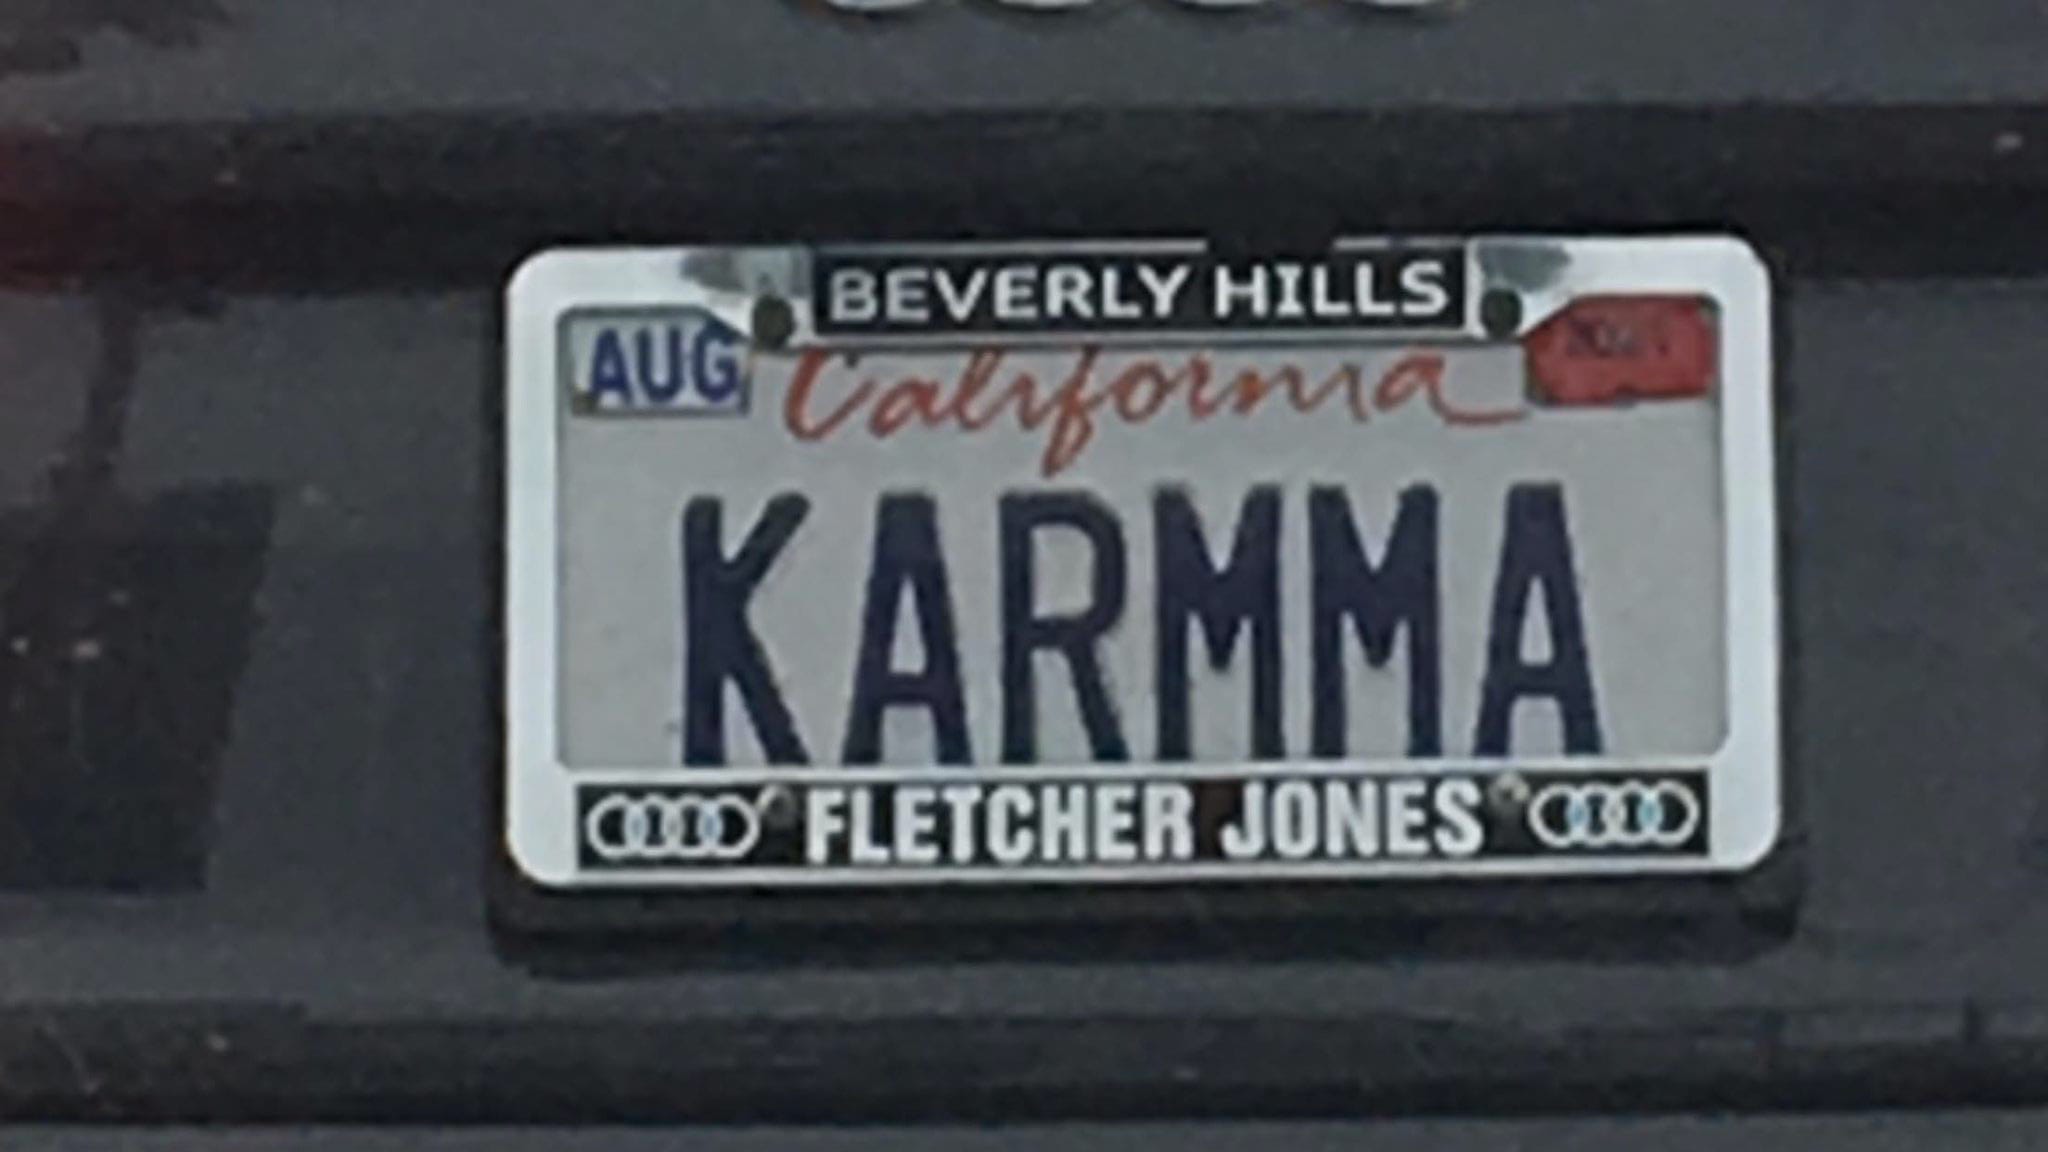 BEVERLY HILLS
AUG California
KARMMA
FLETCHER JONES